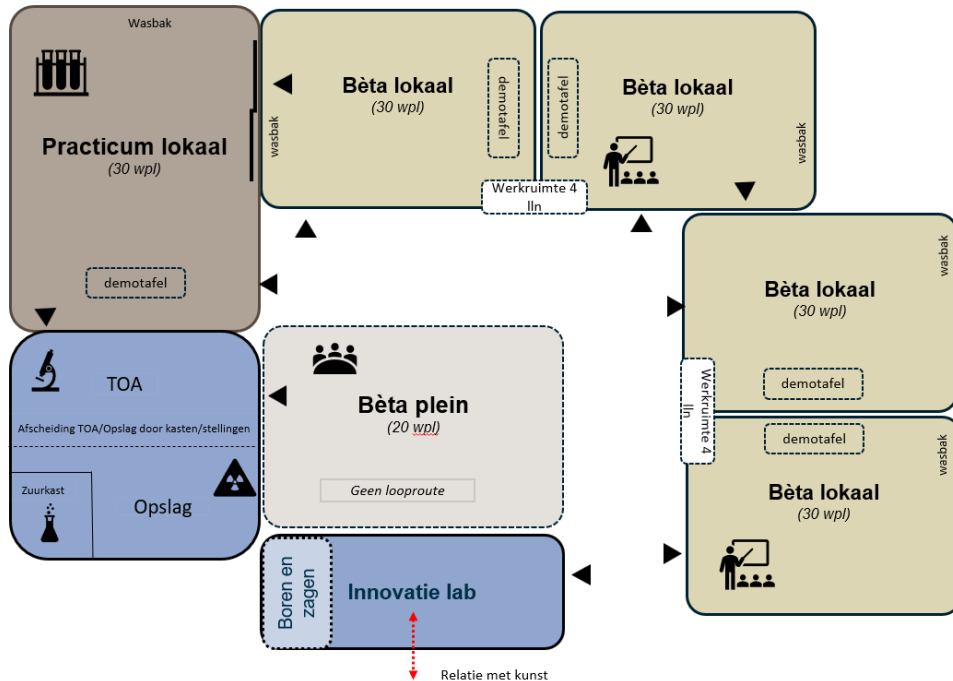 Wasbak
Practicum lokaal
(30 wpl)
demotafel
wasbak
Bèta lokaal
(30 wpl)
demotafel
demotafel
Bèta lokaal
(30 wpl)
wasbak
Werkruimte 4
lln
Bèta lokaal
(30 wpl)
wasbak
demotafel
Werkruimte 4
lln
demotafel
Bèta lokaal
(30 wpl)
wasbak
TOA
Afscheiding TOA/Opslag door kasten/stellingen
Zuurkast
Opslag
Bèta plein
(20 wpl)
Geen looproute
Boren en
zagen
Innovatie lab
Relatie met kunst